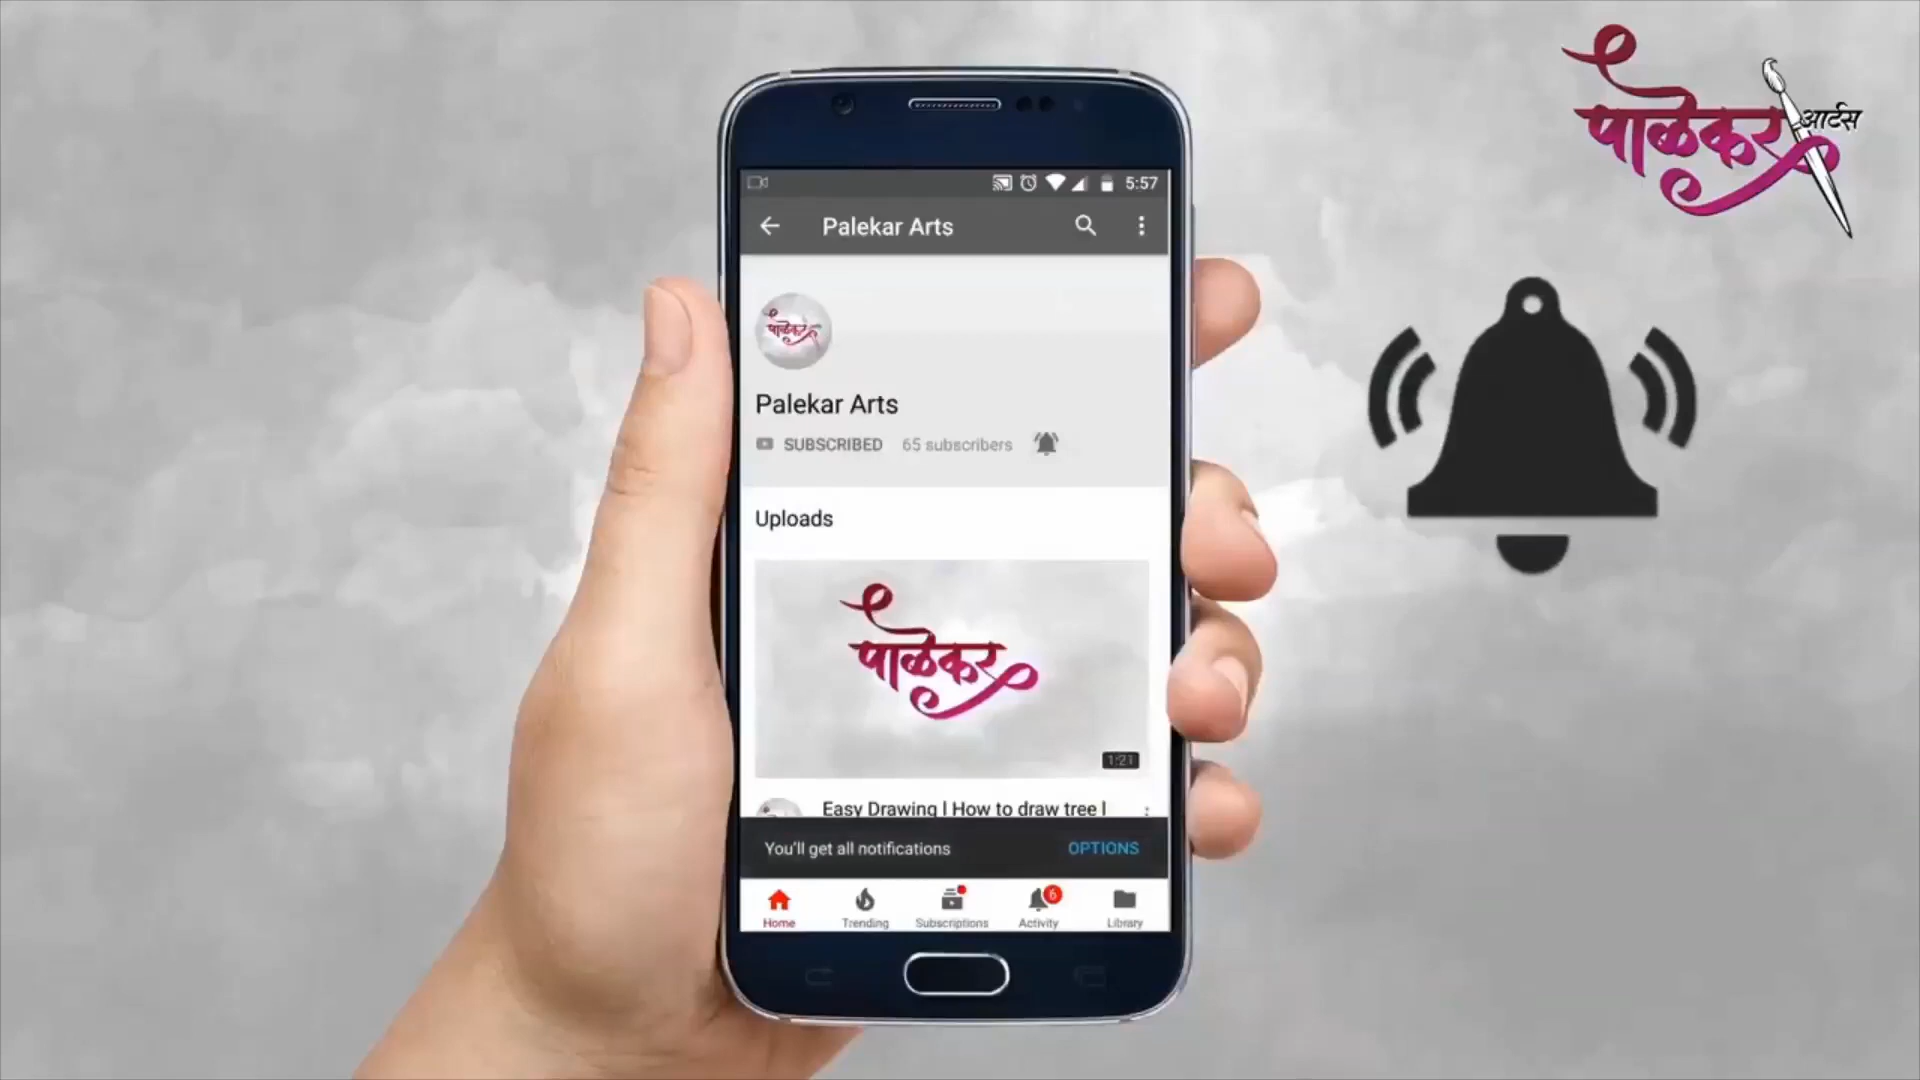 पाळेकर आर्टस
5:57
Palekar Arts
पाळेकर
Palekar Arts
SUBSCRIBED 65 subscribers
Uploads
पाळेकर
1:21
Easy Drawing l How to draw tree l
You'll get all notifications OPTIONS
6
Home Trending Subscriptions Activity Library